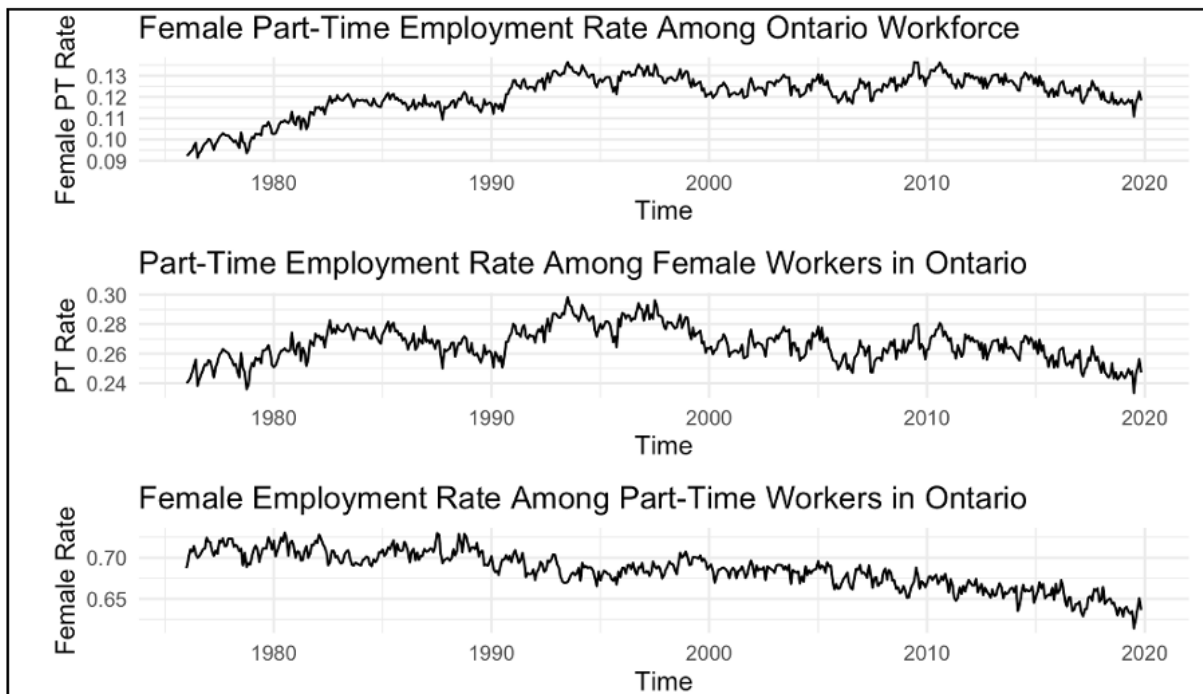 Female Part-Time Employment Rate Among Ontario Workforce
Female PT Rate
0.13
0.12
0.11
0.10
0.09
1980 1990 2000 2010 2020
Time
Part-Time Employment Rate Among Female Workers in Ontario
PT Rate
0.30
0.28
0.26
0.24
1980 1990 2000 2010 2020
Time
Female Employment Rate Among Part-Time Workers in Ontario
Female Rate
0.70
0.65
1980 1990 2000 2010 2020
Time